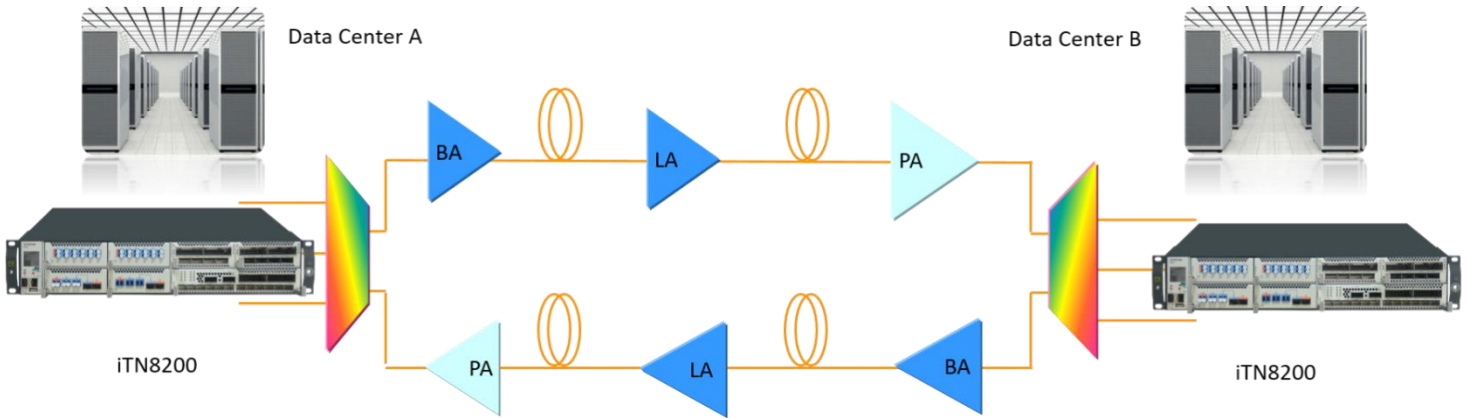 Data Center A
Data Center B
BA
LA
PA
PA
LA
BA
iTN8200
iTN8200